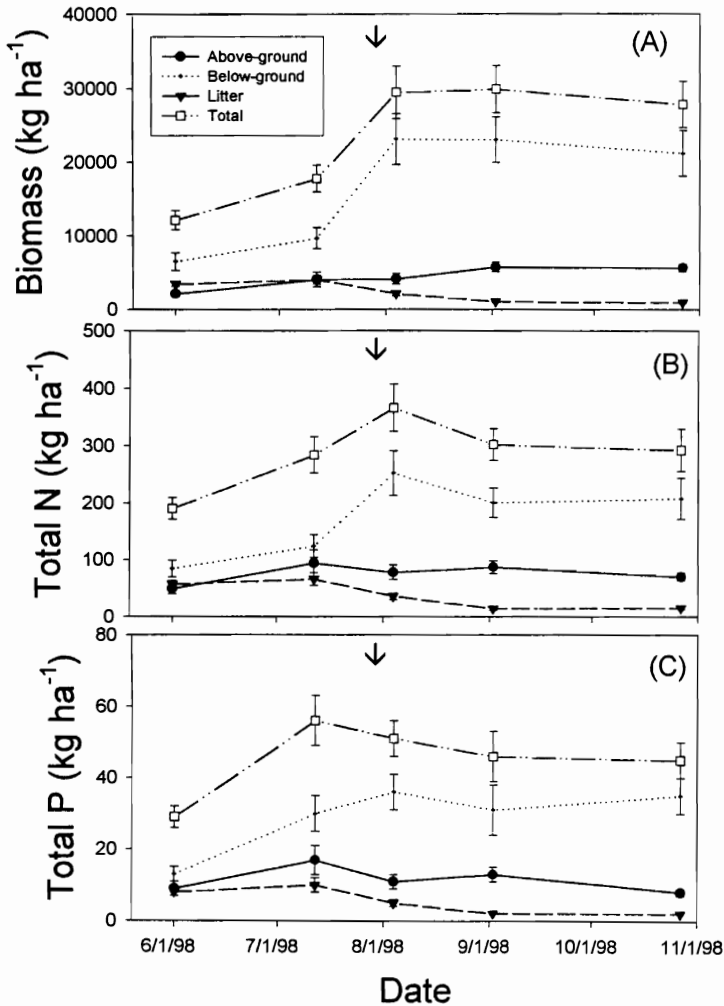 40000
30000
20000
10000
0
Biomass (kg ha⁻¹)
(A)
Above-ground
Below-ground
Litter
Total
500
400
300
200
100
0
Total N (kg ha⁻¹)
(B)
80
60
40
20
0
Total P (kg ha⁻¹)
(C)
6/1/98 7/1/98 8/1/98 9/1/98 10/1/98 11/1/98
Date